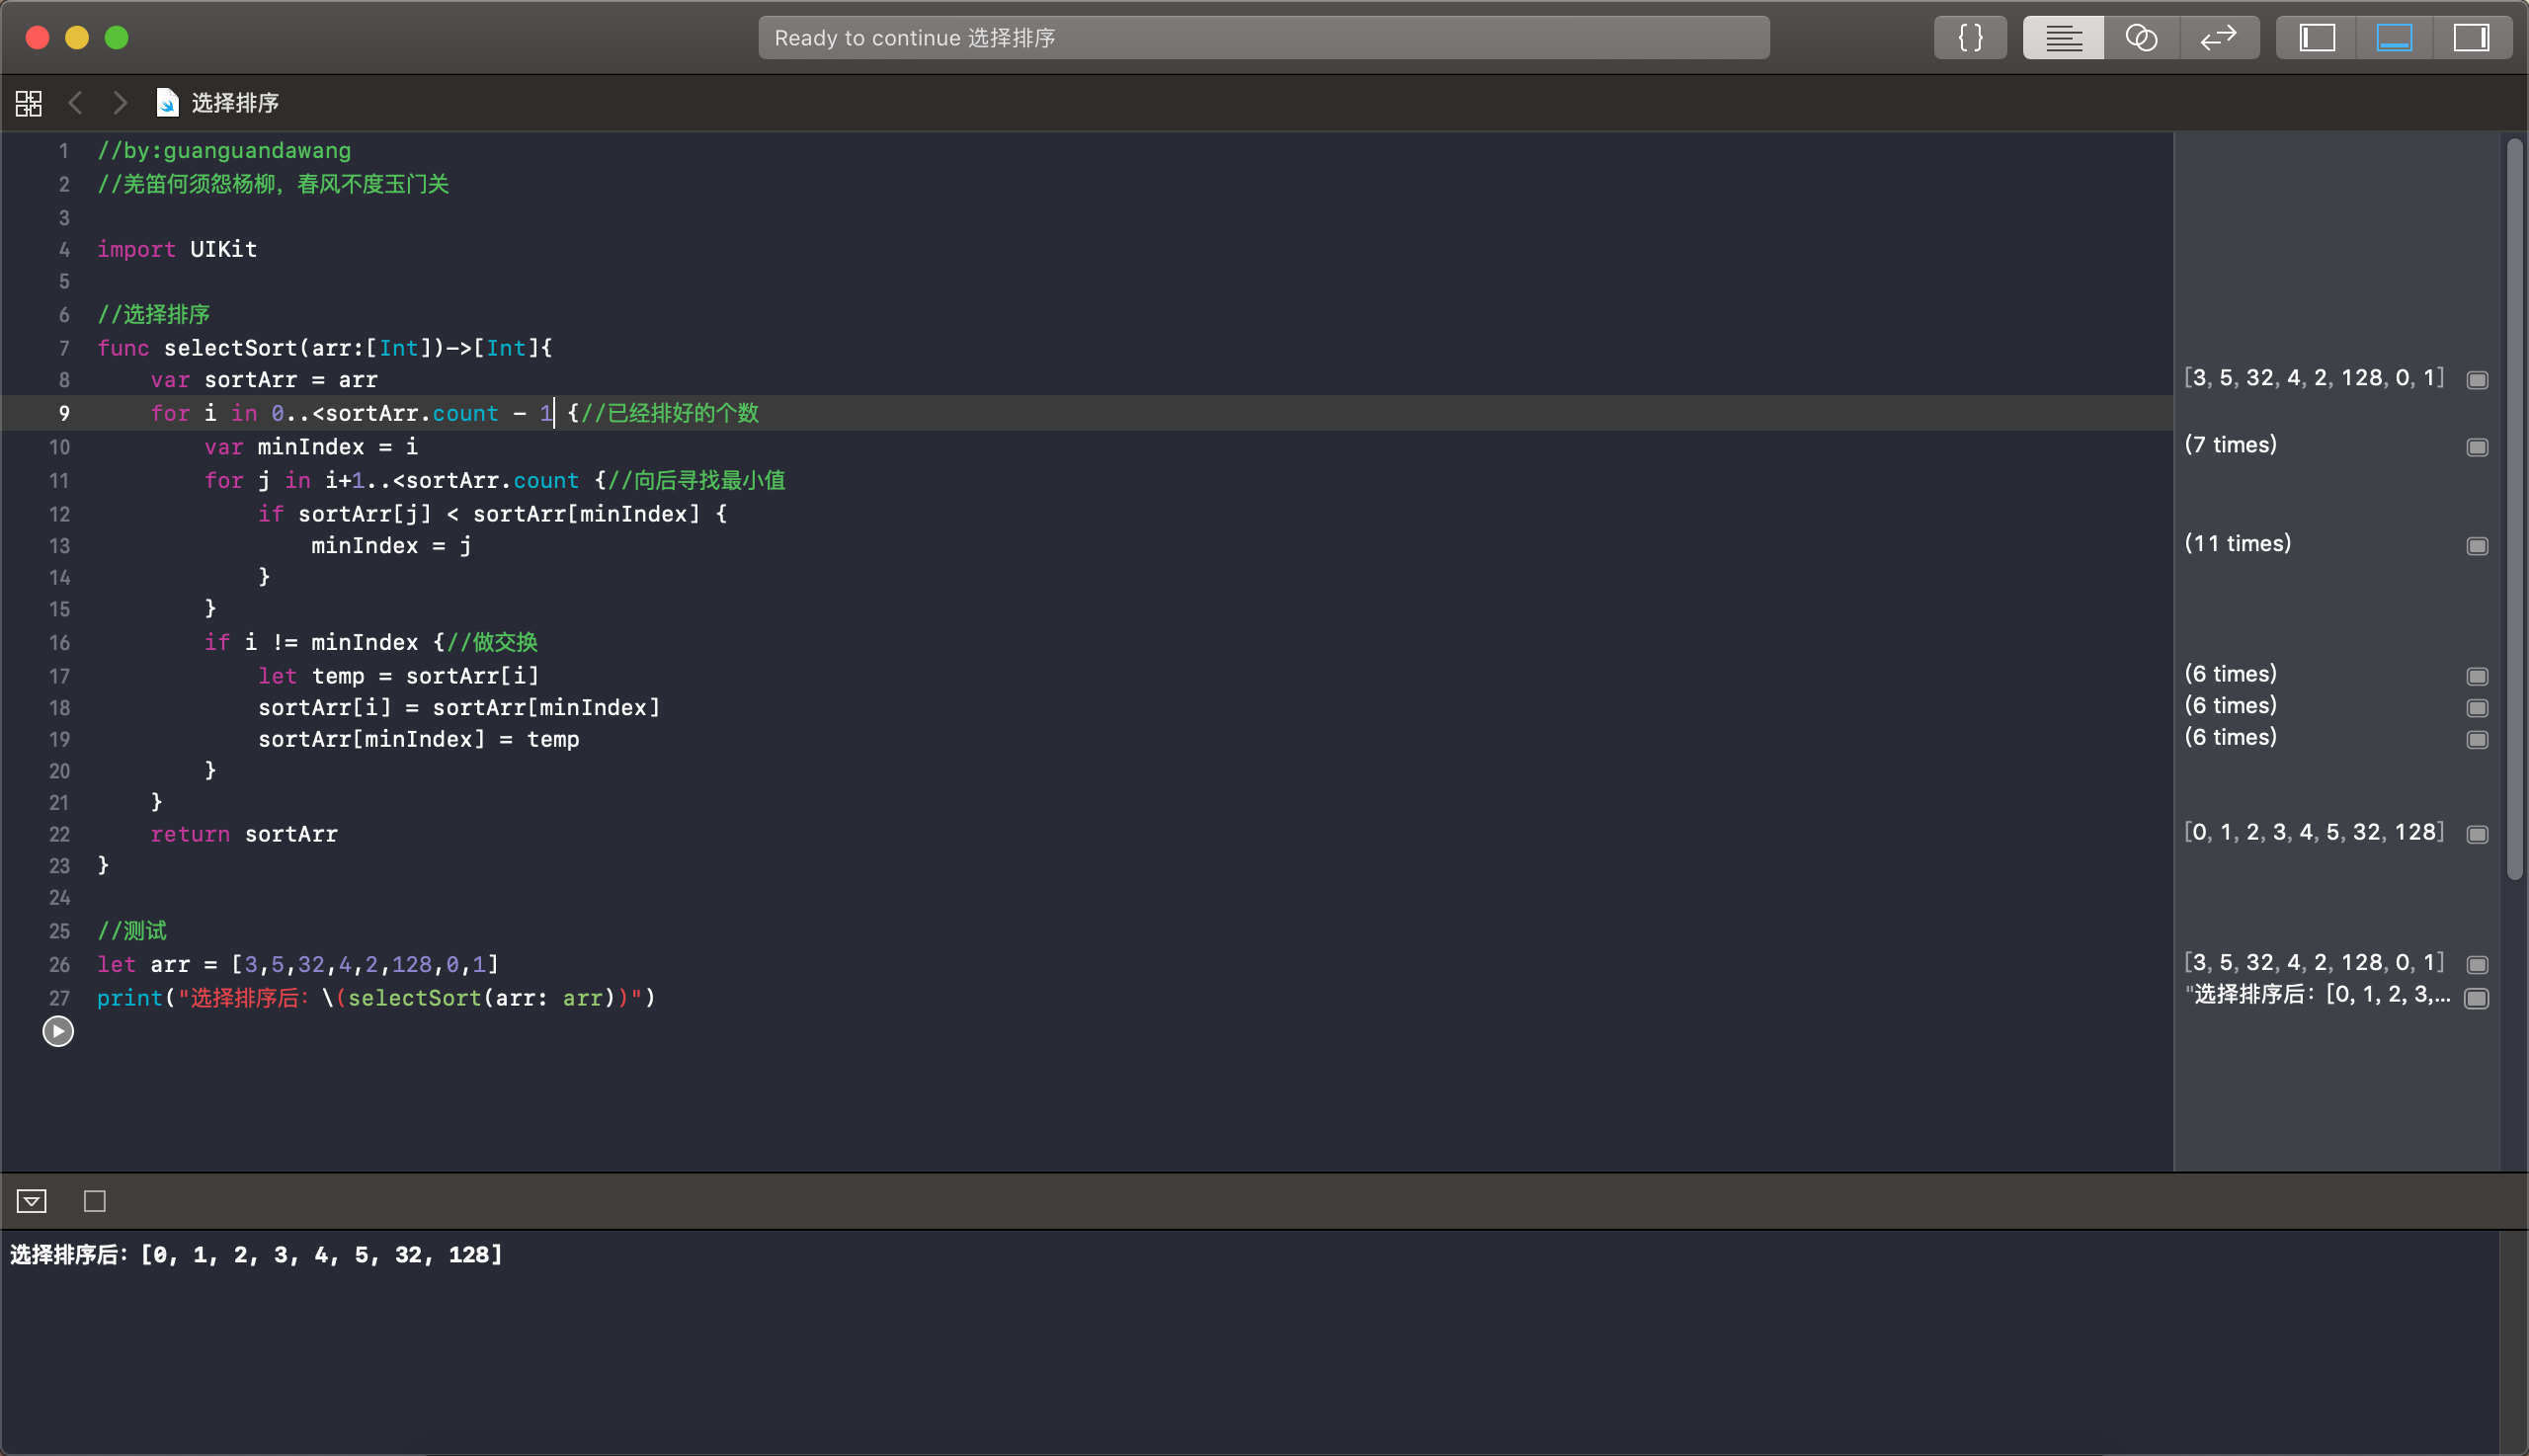 Ready to continue 选择排序
{}
选择排序
1 //by:guanguandawang
2 //羌笛何须怨杨柳，春风不度玉门关
3
4 import UIKit
5
6 //选择排序
7 func selectSort(arr:[Int])->[Int]{
8     var sortArr = arr [3, 5, 32, 4, 2, 128, 0, 1]
9     for i in 0..<sortArr.count - 1 {//已经排好的个数
10         var minIndex = i (7 times)
11         for j in i+1..<sortArr.count {//向后寻找最小值
12             if sortArr[j] < sortArr[minIndex] {
13                 minIndex = j (11 times)
14             }
15         }
16         if i != minIndex {//做交换
17             let temp = sortArr[i] (6 times)
18             sortArr[i] = sortArr[minIndex] (6 times)
19             sortArr[minIndex] = temp (6 times)
20         }
21     }
22     return sortArr [0, 1, 2, 3, 4, 5, 32, 128]
23 }
24
25 //测试
26 let arr = [3,5,32,4,2,128,0,1] [3, 5, 32, 4, 2, 128, 0, 1]
27 print("选择排序后：\(selectSort(arr: arr))") "选择排序后：[0, 1, 2, 3,...
选择排序后：[0, 1, 2, 3, 4, 5, 32, 128]